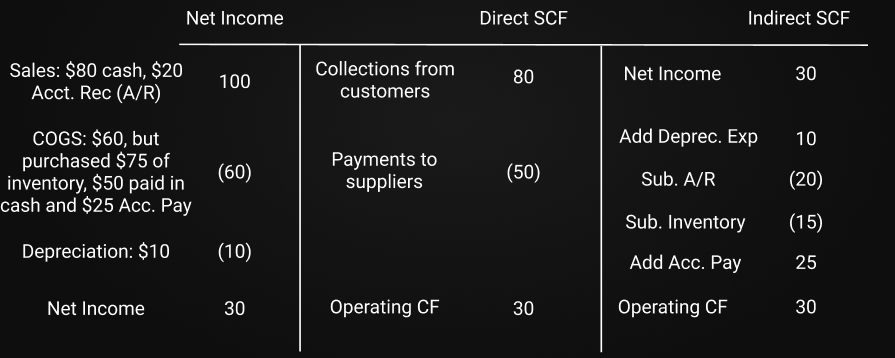 Net Income Direct SCF Indirect SCF
Sales: $80 cash, $20
Acct. Rec (A/R)
100
Collections from
customers
80
Net Income 30
COGS: $60, but
purchased $75 of
inventory, $50 paid in
cash and $25 Acc. Pay
(60)
Payments to
suppliers
(50)
Add Deprec. Exp 10
Sub. A/R (20)
Sub. Inventory (15)
Depreciation: $10 (10)
Add Acc. Pay 25
Net Income 30
Operating CF 30
Operating CF 30